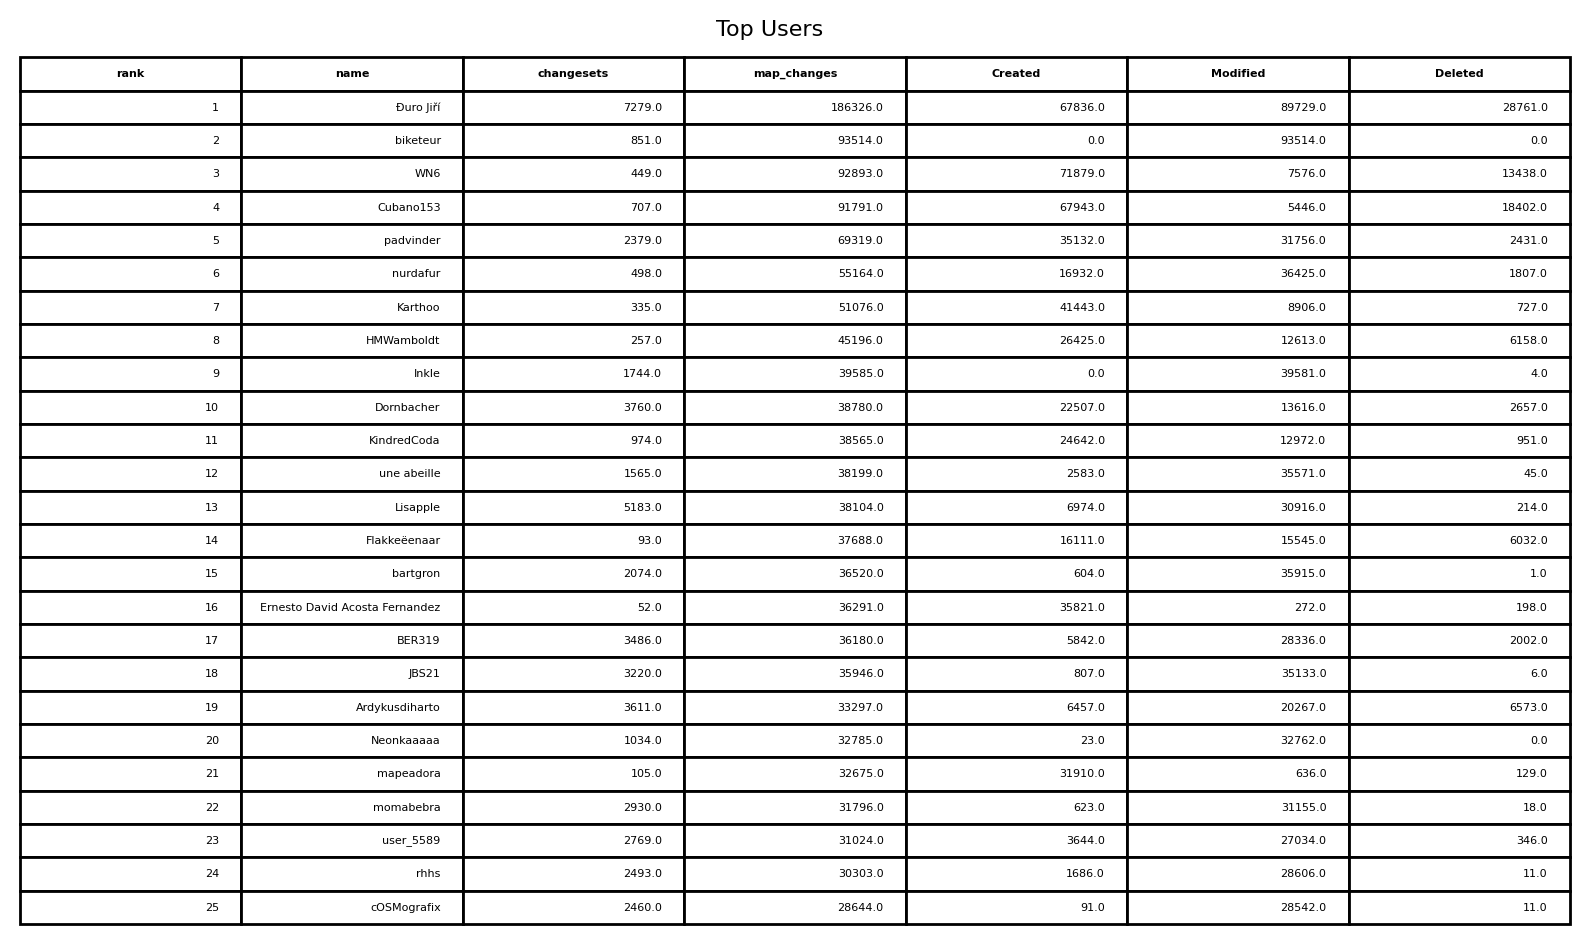 Top Users
rank name changesets map_changes Created Modified Deleted
1 Đuro Jiří 7279.0 186326.0 67836.0 89729.0 28761.0
2 biketeur 851.0 93514.0 0.0 93514.0 0.0
3 WN6 449.0 92893.0 71879.0 7576.0 13438.0
4 Cubano153 707.0 91791.0 67943.0 5446.0 18402.0
5 padvinder 2379.0 69319.0 35132.0 31756.0 2431.0
6 nurdafur 498.0 55164.0 16932.0 36425.0 1807.0
7 Karthoo 335.0 51076.0 41443.0 8906.0 727.0
8 HMWamboldt 257.0 45196.0 26425.0 12613.0 6158.0
9 Inkle 1744.0 39585.0 0.0 39581.0 4.0
10 Dornbacher 3760.0 38780.0 22507.0 13616.0 2657.0
11 KindredCoda 974.0 38565.0 24642.0 12972.0 951.0
12 une abeille 1565.0 38199.0 2583.0 35571.0 45.0
13 Lisapple 5183.0 38104.0 6974.0 30916.0 214.0
14 Flakkeëenaar 93.0 37688.0 16111.0 15545.0 6032.0
15 bartgron 2074.0 36520.0 604.0 35915.0 1.0
16 Ernesto David Acosta Fernandez 52.0 36291.0 35821.0 272.0 198.0
17 BER319 3486.0 36180.0 5842.0 28336.0 2002.0
18 JBS21 3220.0 35946.0 807.0 35133.0 6.0
19 Ardykusdiharto 3611.0 33297.0 6457.0 20267.0 6573.0
20 Neonkaaaaa 1034.0 32785.0 23.0 32762.0 0.0
21 mapeadora 105.0 32675.0 31910.0 636.0 129.0
22 momabebra 2930.0 31796.0 623.0 31155.0 18.0
23 user_5589 2769.0 31024.0 3644.0 27034.0 346.0
24 rhhs 2493.0 30303.0 1686.0 28606.0 11.0
25 cOSMografix 2460.0 28644.0 91.0 28542.0 11.0